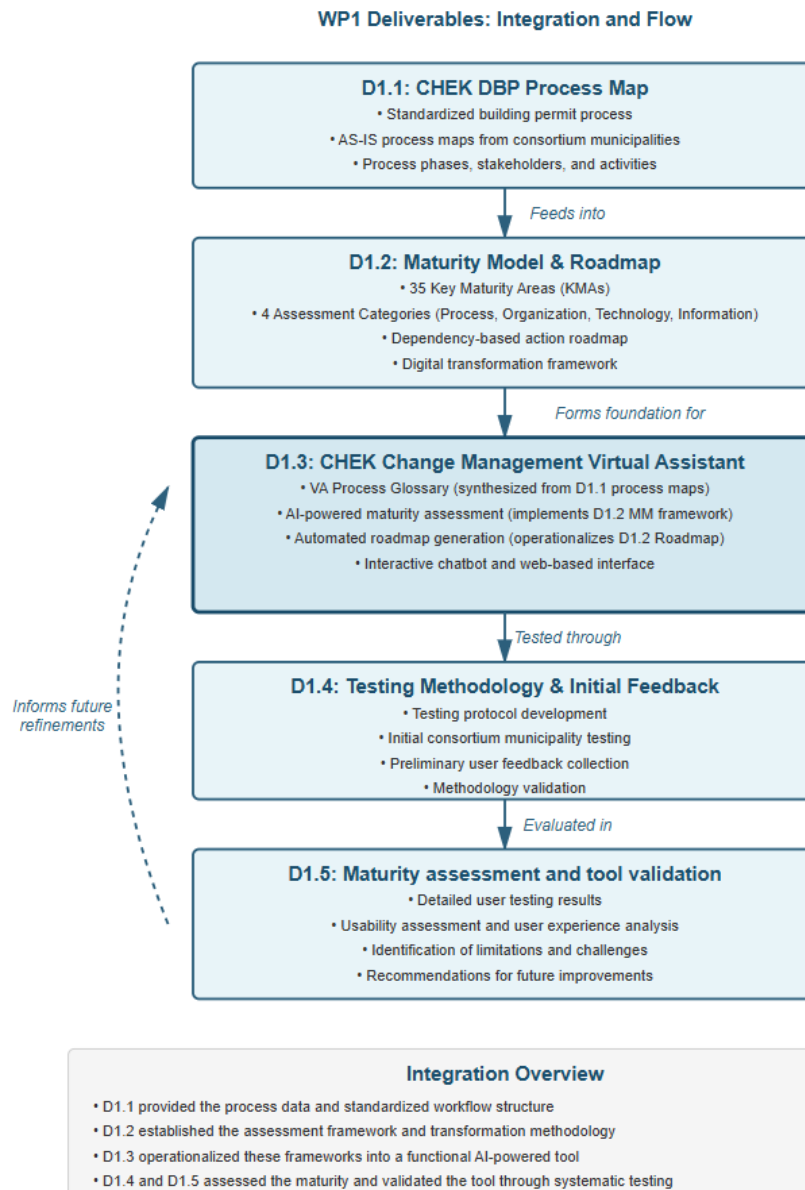 WP1 Deliverables: Integration and Flow
D1.1: CHEK DBP Process Map
• Standardized building permit process
• AS-IS process maps from consortium municipalities
• Process phases, stakeholders, and activities
Feeds into
D1.2: Maturity Model & Roadmap
• 35 Key Maturity Areas (KMAs)
• 4 Assessment Categories (Process, Organization, Technology, Information)
• Dependency-based action roadmap
• Digital transformation framework
Forms foundation for
D1.3: CHEK Change Management Virtual Assistant
• VA Process Glossary (synthesized from D1.1 process maps)
• AI-powered maturity assessment (implements D1.2 MM framework)
• Automated roadmap generation (operationalizes D1.2 Roadmap)
• Interactive chatbot and web-based interface
Tested through
D1.4: Testing Methodology & Initial Feedback
• Testing protocol development
• Initial consortium municipality testing
• Preliminary user feedback collection
• Methodology validation
Informs future
refinements
Evaluated in
D1.5: Maturity assessment and tool validation
• Detailed user testing results
• Usability assessment and user experience analysis
• Identification of limitations and challenges
• Recommendations for future improvements
Integration Overview
• D1.1 provided the process data and standardized workflow structure
• D1.2 established the assessment framework and transformation methodology
• D1.3 operationalized these frameworks into a functional AI-powered tool
• D1.4 and D1.5 assessed the maturity and validated the tool through systematic testing